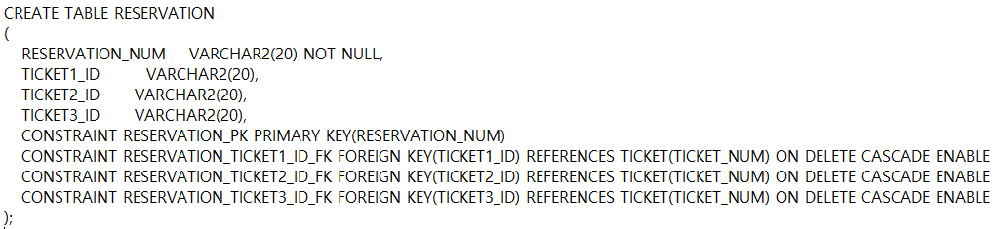 CREATE TABLE RESERVATION
(
RESERVATION_NUM VARCHAR2(20) NOT NULL,
TICKET1_ID VARCHAR2(20),
TICKET2_ID VARCHAR2(20),
TICKET3_ID VARCHAR2(20),
CONSTRAINT RESERVATION_PK PRIMARY KEY(RESERVATION_NUM)
CONSTRAINT RESERVATION_TICKET1_ID_FK FOREIGN KEY(TICKET1_ID) REFERENCES TICKET(TICKET_NUM) ON DELETE CASCADE ENABLE
CONSTRAINT RESERVATION_TICKET2_ID_FK FOREIGN KEY(TICKET2_ID) REFERENCES TICKET(TICKET_NUM) ON DELETE CASCADE ENABLE
CONSTRAINT RESERVATION_TICKET3_ID_FK FOREIGN KEY(TICKET3_ID) REFERENCES TICKET(TICKET_NUM) ON DELETE CASCADE ENABLE
);